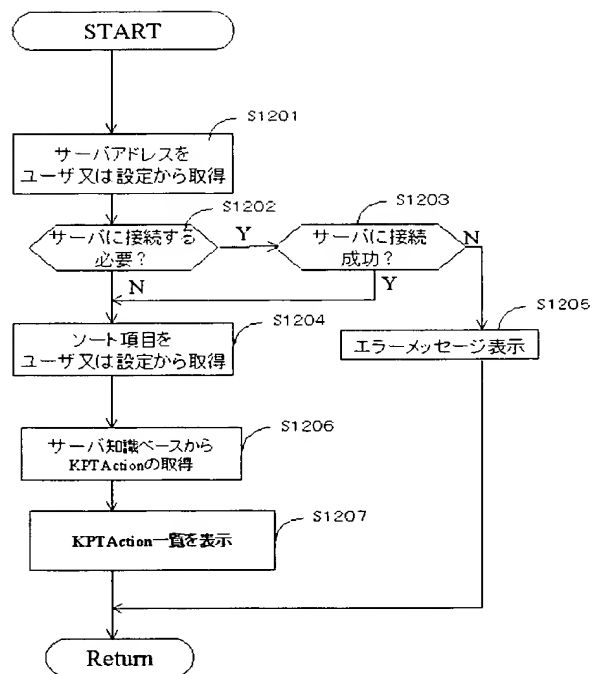 START
S1201
サーバアドレスを
ユーザ又は設定から取得
S1202
サーバに接続する
必要?
Y
N
S1203
サーバに接続
成功?
N
Y
S1204
ソート項目を
ユーザ又は設定から取得
S1205
エラーメッセージ表示
S1206
サーバ知識ベースから
KPTActionの取得
S1207
KPTAction一覧を表示
Return